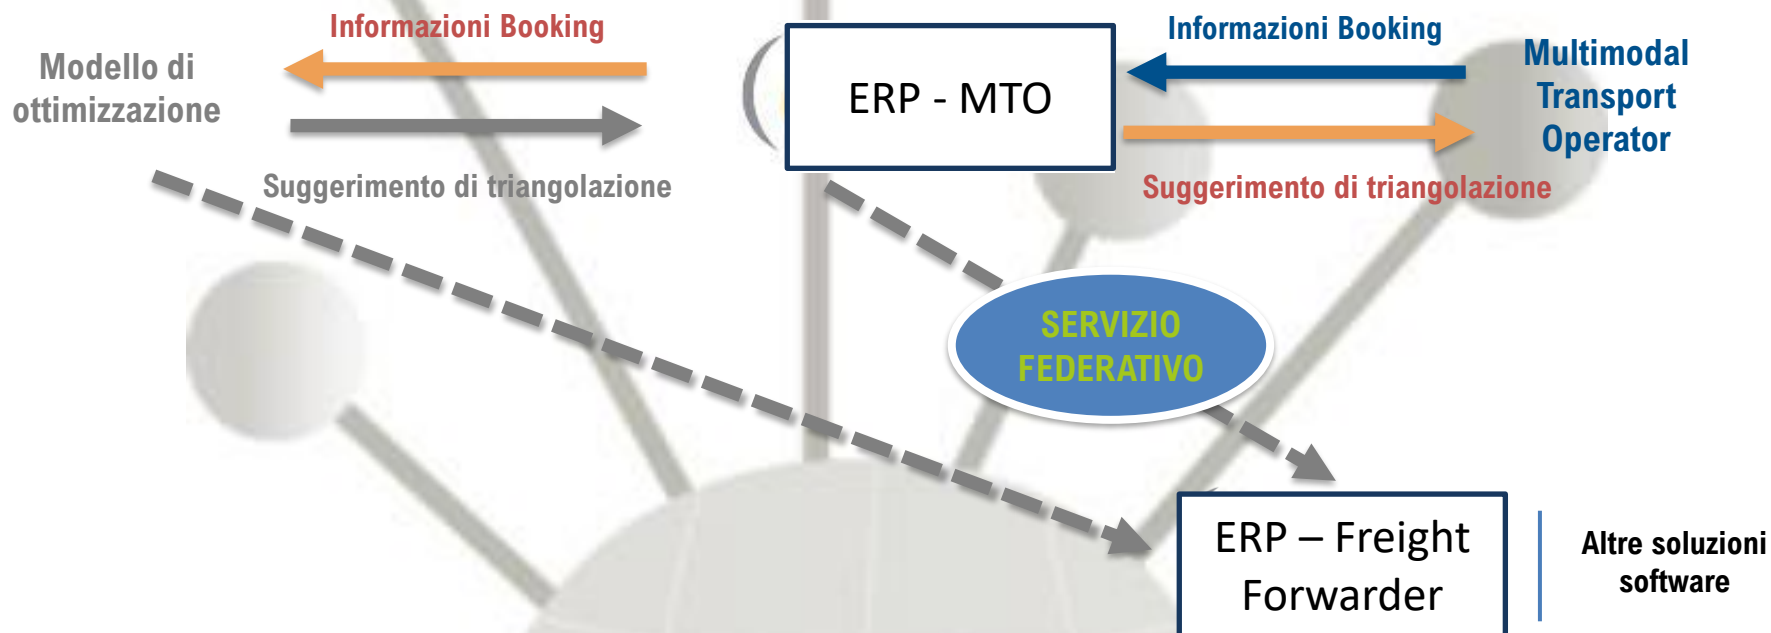 Informazioni Booking
Informazioni Booking
Modello di
ottimizzazione
ERP - MTO
Multimodal
Transport
Operator
Suggerimento di triangolazione
Suggerimento di triangolazione
SERVIZIO
FEDERATIVO
ERP – Freight
Forwarder
Altre soluzioni
software